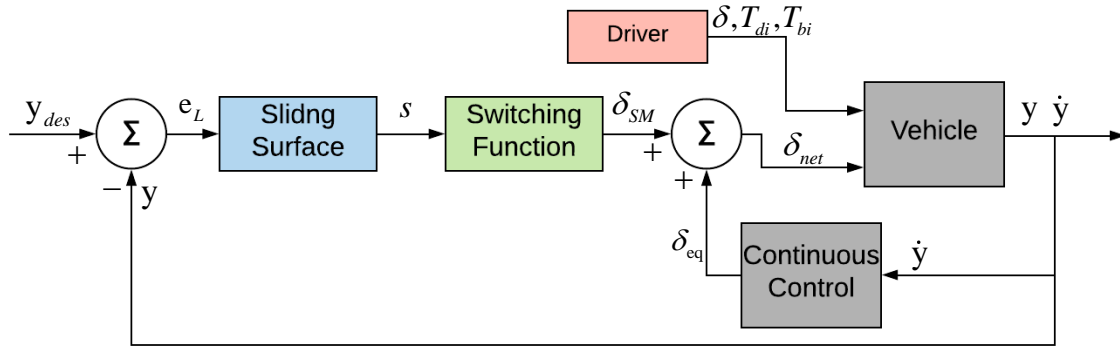 Driver
δ, T_di, T_bi
y_des
+
Σ
−
y
e_L
Slidng
Surface
s
Switching
Function
δ_SM
+
Σ
+
δ_net
Vehicle
y ẏ
δ_eq
Continuous
Control
ẏ